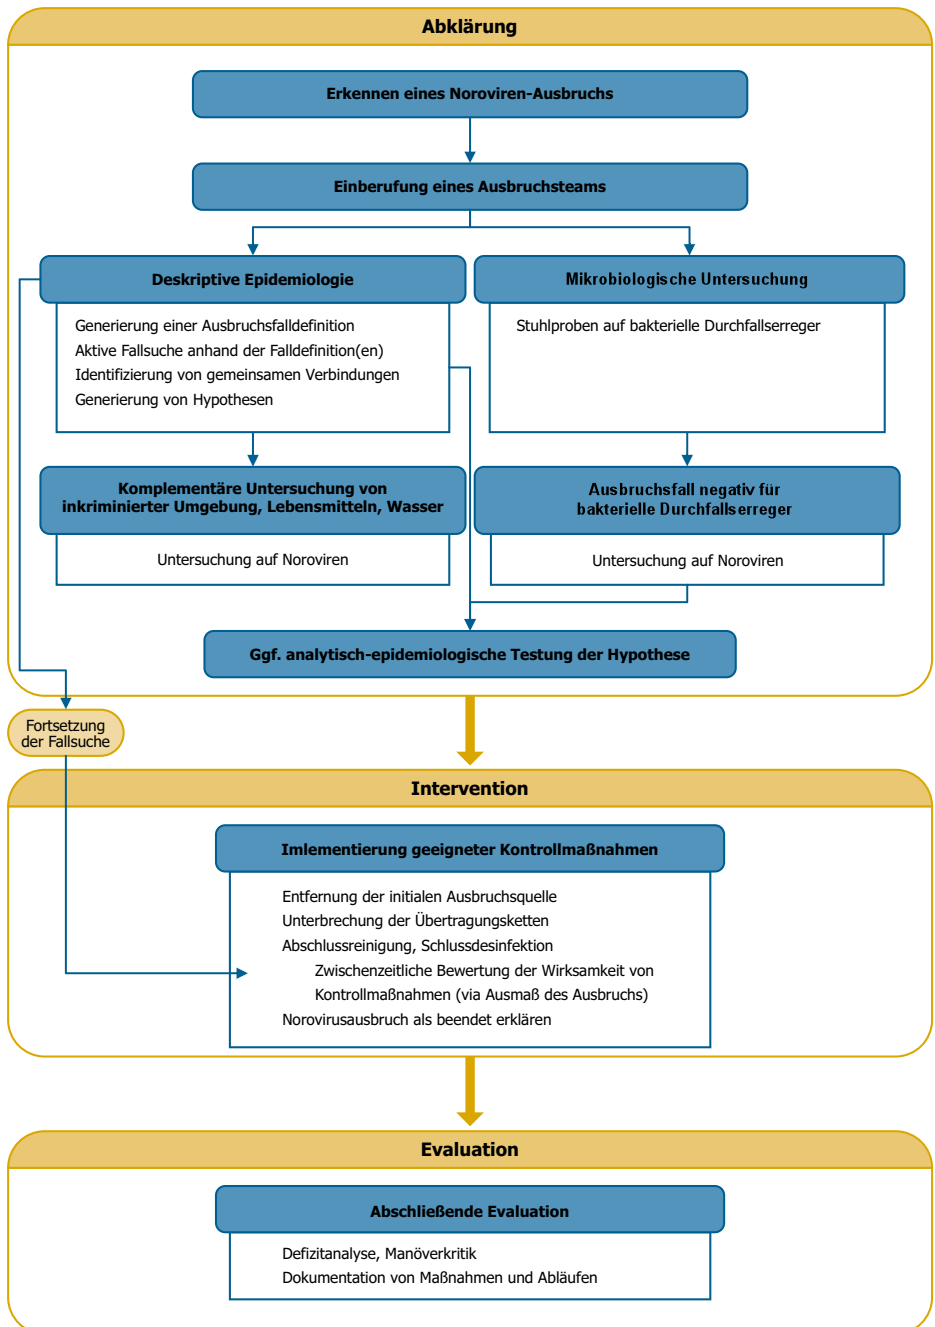 Abklärung
Erkennen eines Noroviren-Ausbruchs
Einberufung eines Ausbruchsteams
Deskriptive Epidemiologie
Generierung einer Ausbruchsfalldefinition
Aktive Fallsuche anhand der Falldefinition(en)
Identifizierung von gemeinsamen Verbindungen
Generierung von Hypothesen
Mikrobiologische Untersuchung
Stuhlproben auf bakterielle Durchfallserreger
Komplementäre Untersuchung von
inkriminierter Umgebung, Lebensmitteln, Wasser
Untersuchung auf Noroviren
Ausbruchsfall negativ für
bakterielle Durchfallserreger
Untersuchung auf Noroviren
Ggf. analytisch-epidemiologische Testung der Hypothese
Fortsetzung
der Fallsuche
Intervention
Imlementierung geeigneter Kontrollmaßnahmen
Entfernung der initialen Ausbruchsquelle
Unterbrechung der Übertragungsketten
Abschlussreinigung, Schlussdesinfektion
Zwischenzeitliche Bewertung der Wirksamkeit von
Kontrollmaßnahmen (via Ausmaß des Ausbruchs)
Norovirusausbruch als beendet erklären
Evaluation
Abschließende Evaluation
Defizitanalyse, Manöverkritik
Dokumentation von Maßnahmen und Abläufen